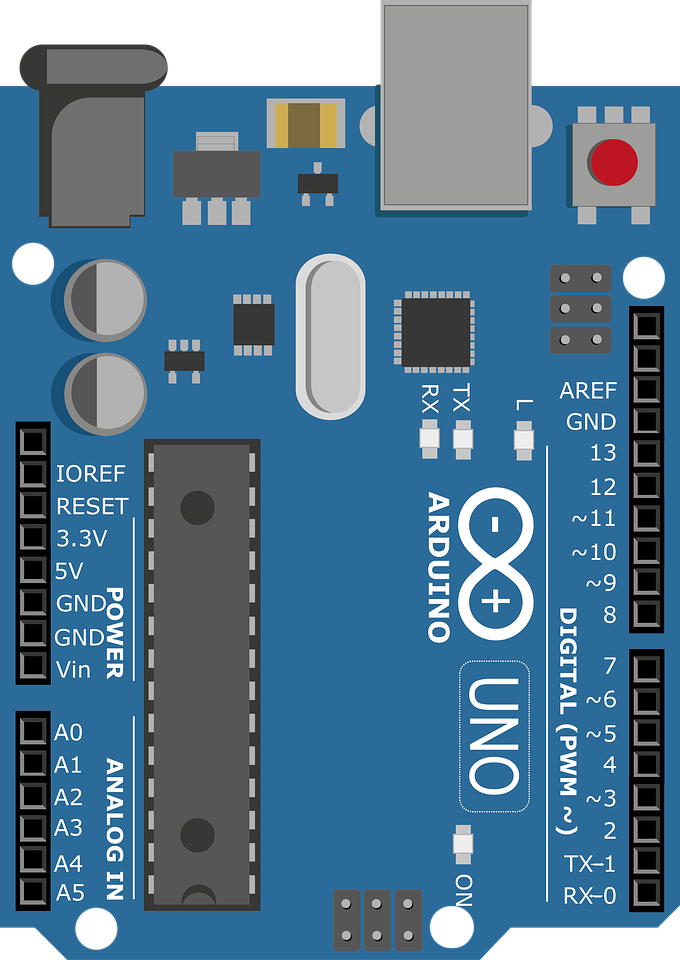 RX
TX
L
AREF
GND
13
12
~11
~10
~9
8
7
~6
~5
4
~3
2
TX-1
RX-0
DIGITAL (PWM ~)
ARDUINO
- +
UNO
ON
IOREF
RESET
3.3V
5V
GND
GND
Vin
POWER
A0
A1
A2
A3
A4
A5
ANALOG IN